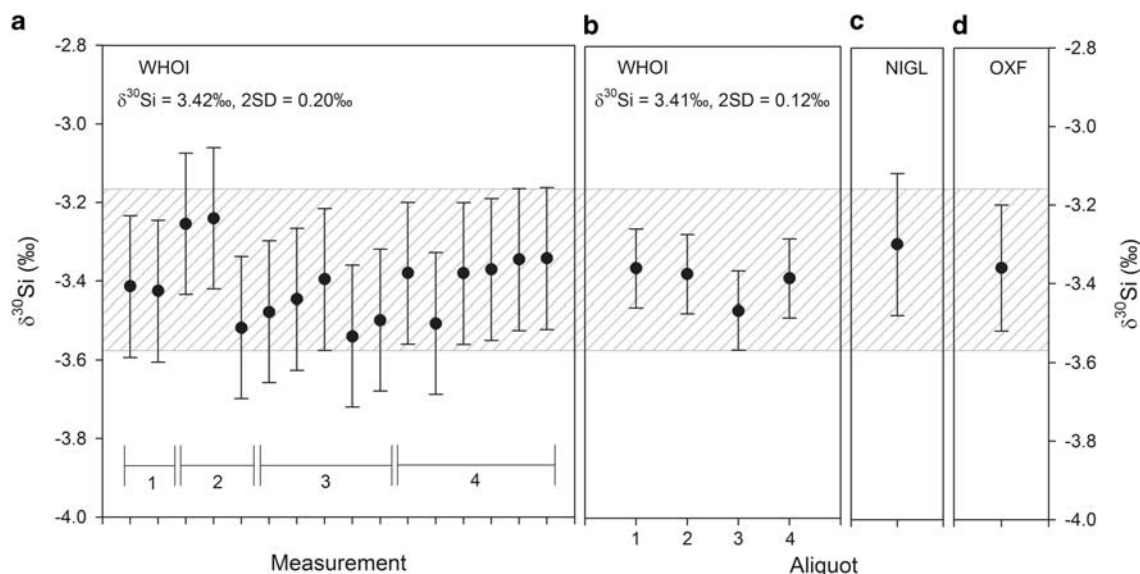 a
b
c
d
WHOI
δ30Si = 3.42‰, 2SD = 0.20‰
WHOI
δ30Si = 3.41‰, 2SD = 0.12‰
NIGL
OXF
δ30Si (‰)
-2.8
-3.0
-3.2
-3.4
-3.6
-3.8
-4.0
1
2
3
4
Measurement
1
2
3
4
Aliquot
-2.8
-3.0
-3.2
-3.4
-3.6
-3.8
-4.0
δ30Si (‰)